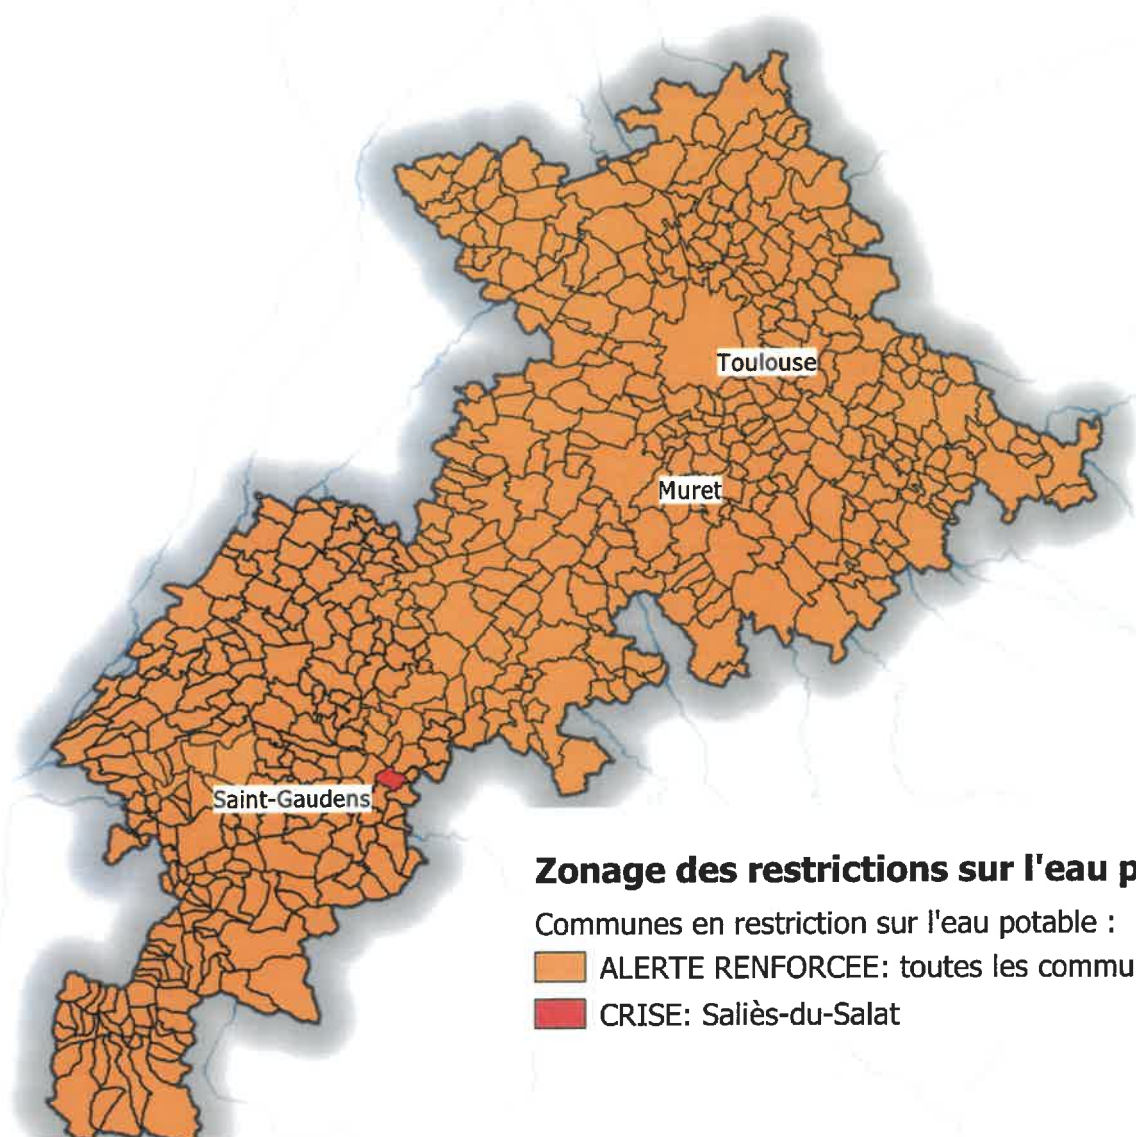 Toulouse
Muret
Saint-Gaudens
Zonage des restrictions sur l'eau p
Communes en restriction sur l'eau potable :
ALERTE RENFORCEE: toutes les commu
CRISE: Saliès-du-Salat